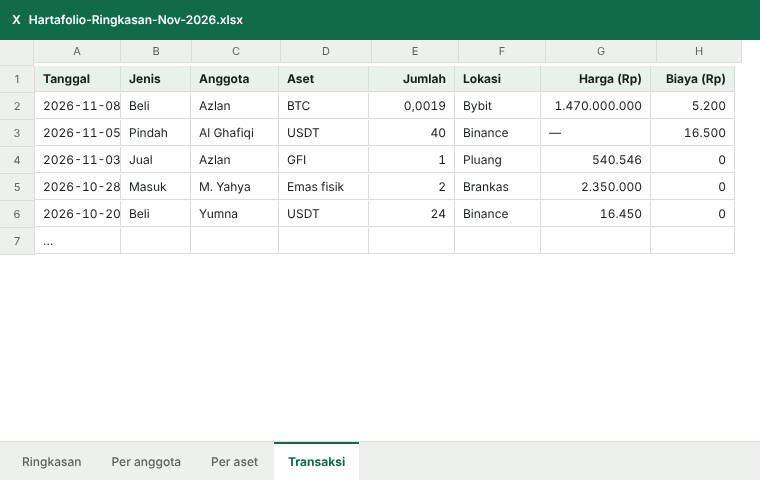 X Hartafolio-Ringkasan-Nov-2026.xlsx
A B C D E F G H
1 Tanggal Jenis Anggota Aset Jumlah Lokasi Harga (Rp) Biaya (Rp)
2 2026-11-08 Beli Azlan BTC 0,0019 Bybit 1.470.000.000 5.200
3 2026-11-05 Pindah Al Ghafiqi USDT 40 Binance — 16.500
4 2026-11-03 Jual Azlan GFI 1 Pluang 540.546 0
5 2026-10-28 Masuk M. Yahya Emas fisik 2 Brankas 2.350.000 0
6 2026-10-20 Beli Yumna USDT 24 Binance 16.450 0
7 ...
Ringkasan Per anggota Per aset Transaksi